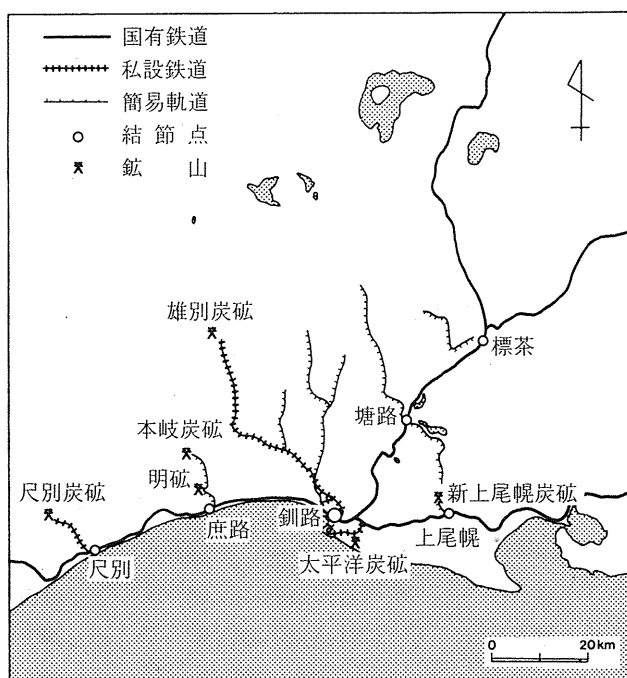 国有鉄道
私設鉄道
簡易軌道
結節点
鉱山
雄別炭砿
標茶
塘路
本岐炭砿
明砿
尺別炭砿
新上尾幌炭砿
庶路
釧路
上尾幌
尺別
太平洋炭砿
0 20km